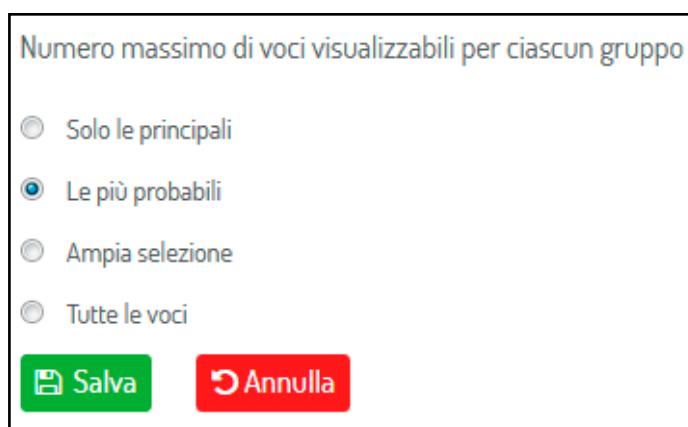 Numero massimo di voci visualizzabili per ciascun gruppo
Solo le principali
Le più probabili
Ampia selezione
Tutte le voci
Salva Annulla